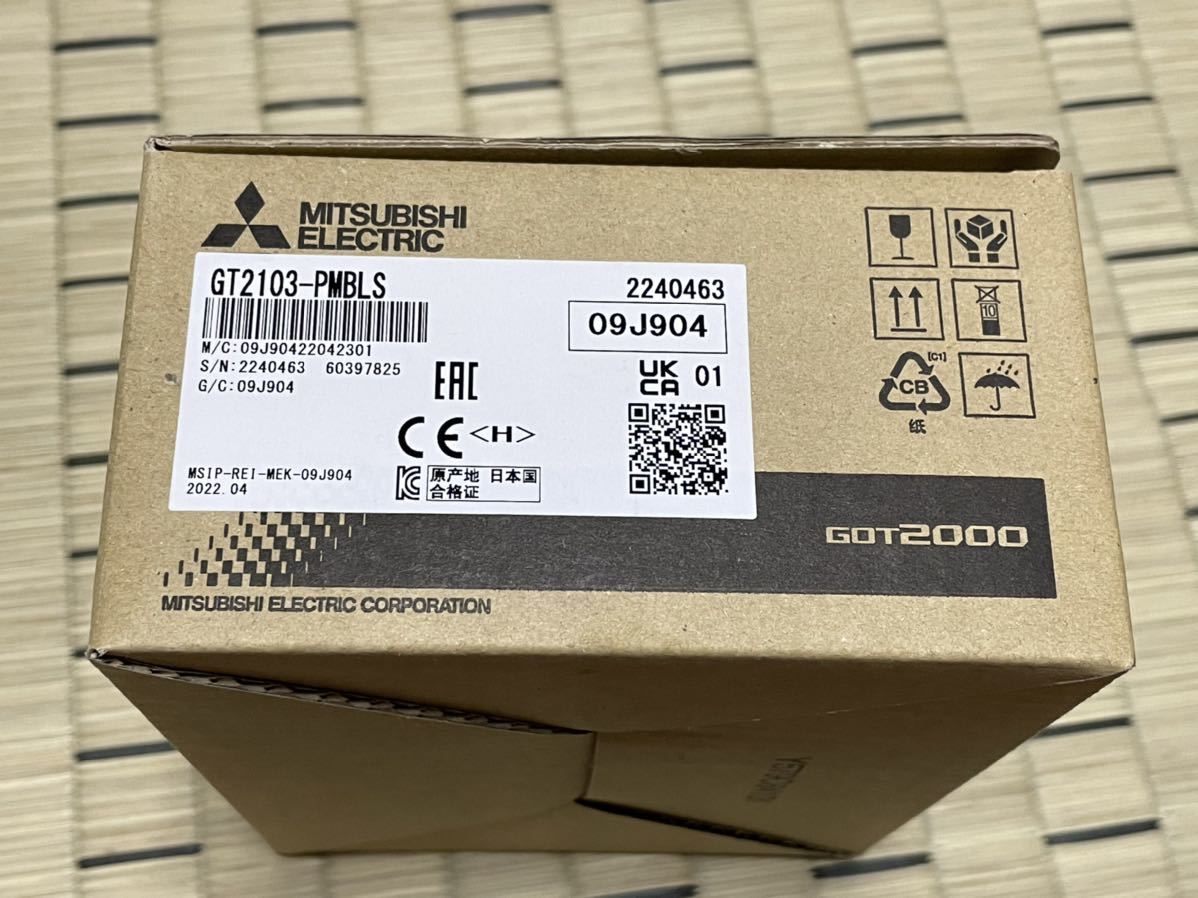 MITSUBISHI
ELECTRIC
GT2103-PMBLS
2240463
09J904
M/C:09J90422042301
S/N:2240463 60397825
G/C:09J904
EAC
UK
CA
01
CE
<H>
MSIP-REI-MEK-09J904
2022.04
原产地 日本国
合格证
10
[C1]
CB
纸
GOT2000
MITSUBISHI ELECTRIC CORPORATION